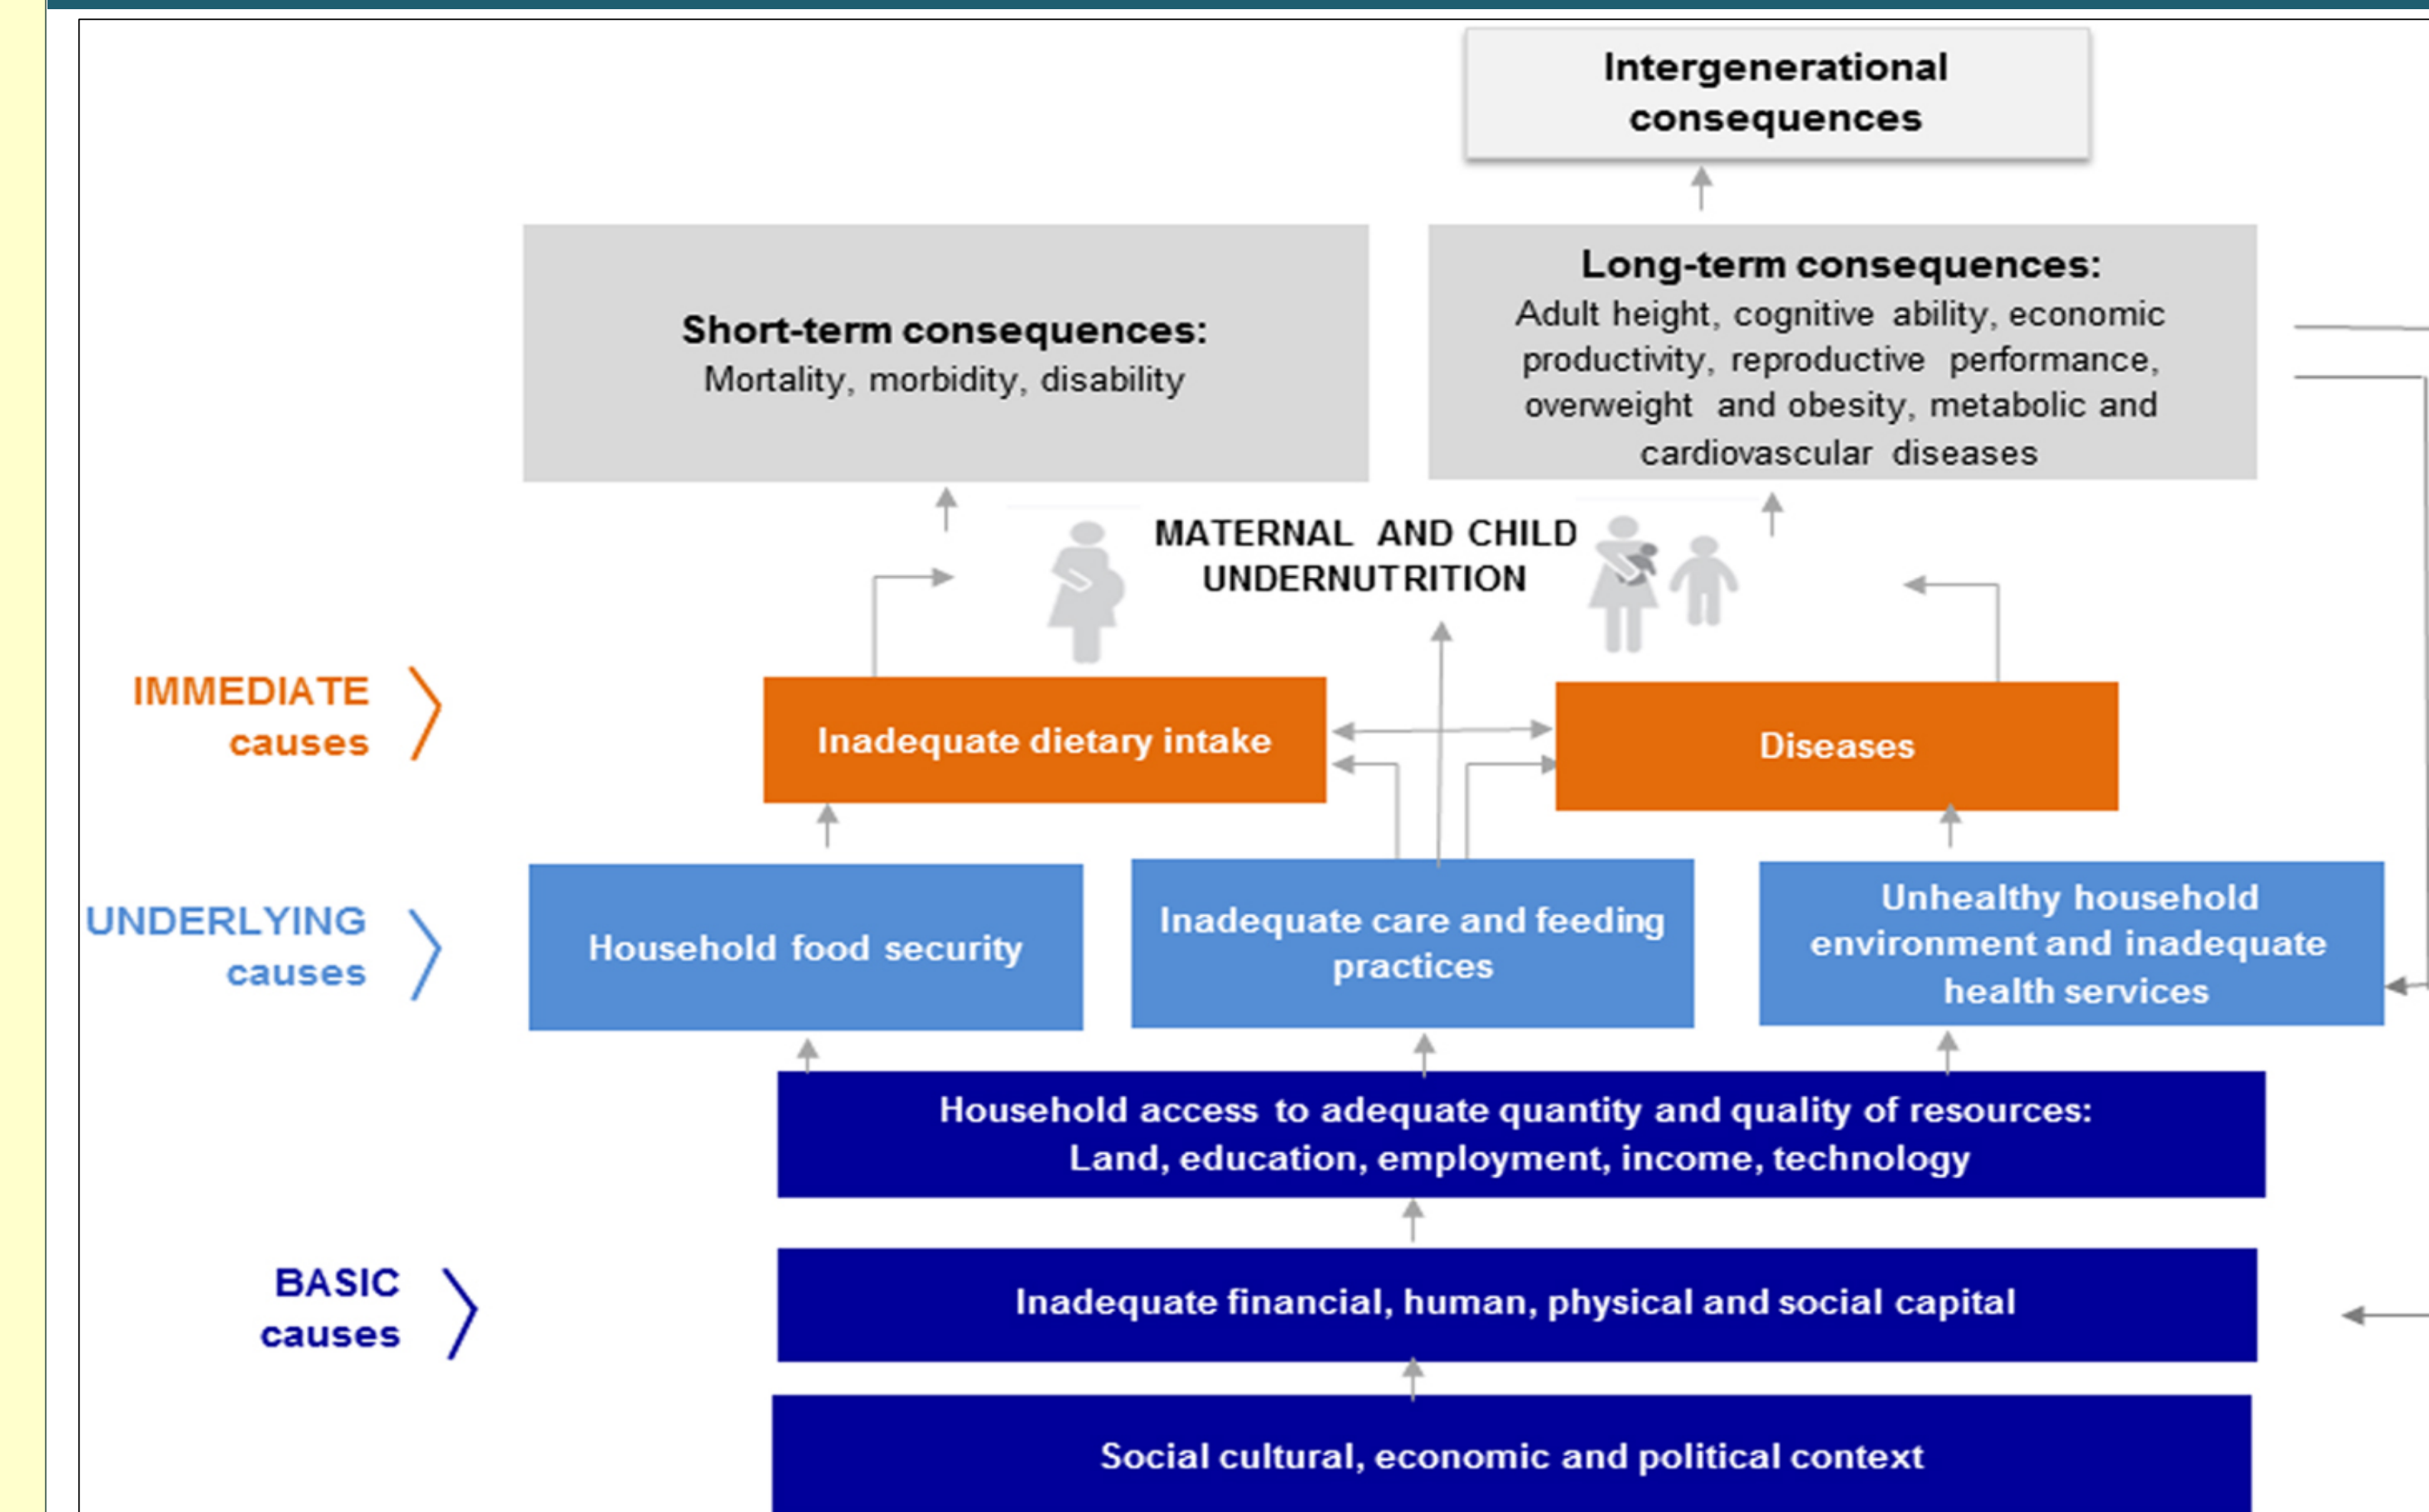 Intergenerational
consequences
Short-term consequences:
Mortality, morbidity, disability
Long-term consequences:
Adult height, cognitive ability, economic
productivity, reproductive performance,
overweight and obesity, metabolic and
cardiovascular diseases
MATERNAL AND CHILD
UNDERNUTRITION
IMMEDIATE
causes
Inadequate dietary intake
Diseases
UNDERLYING
causes
Household food security
Inadequate care and feeding
practices
Unhealthy household
environment and inadequate
health services
Household access to adequate quantity and quality of resources:
Land, education, employment, income, technology
BASIC
causes
Inadequate financial, human, physical and social capital
Social cultural, economic and political context